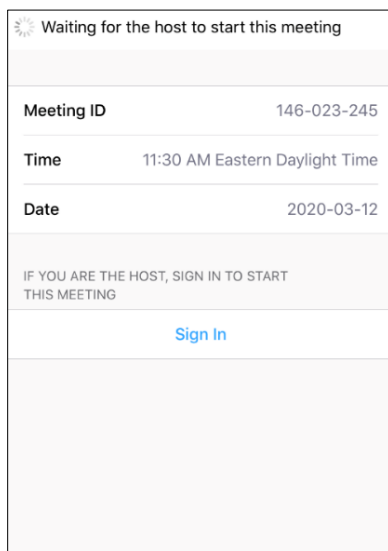 Waiting for the host to start this meeting
Meeting ID 146-023-245
Time 11:30 AM Eastern Daylight Time
Date 2020-03-12
IF YOU ARE THE HOST, SIGN IN TO START
THIS MEETING
Sign In